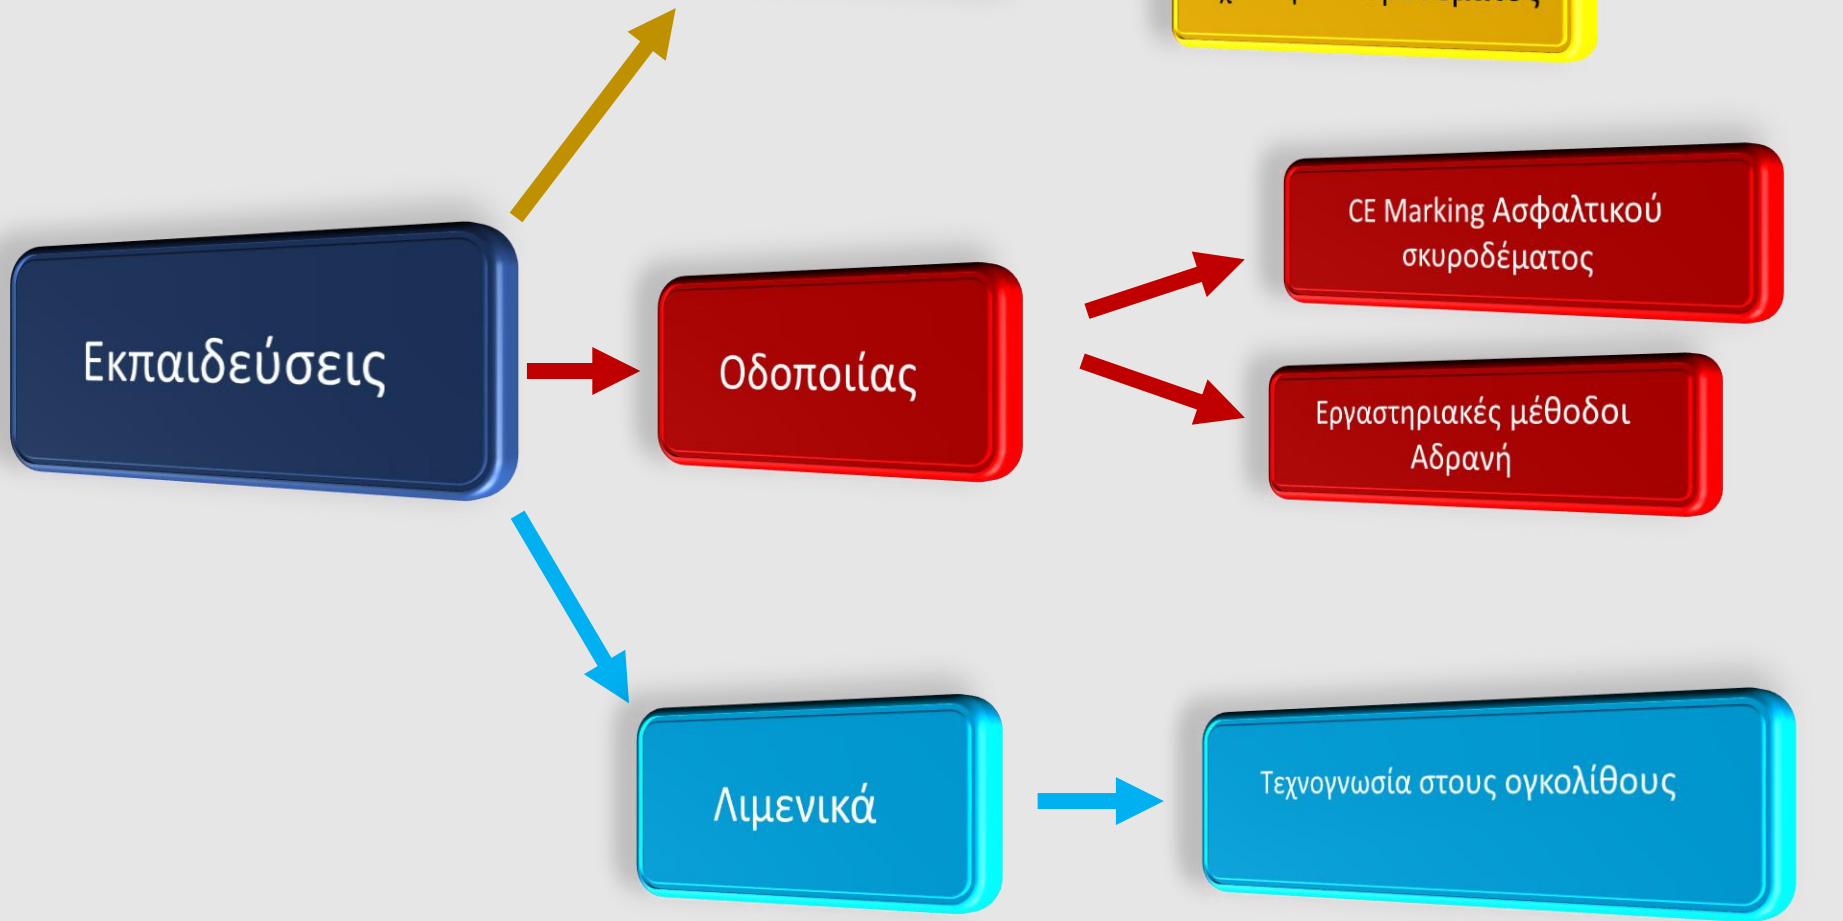 Εκπαιδεύσεις
Οδοποιίας
CE Marking Ασφαλτικού
σκυροδέματος
Εργαστηριακές μέθοδοι
Αδρανή
Λιμενικά
Τεχνογνωσία στους ογκολίθους